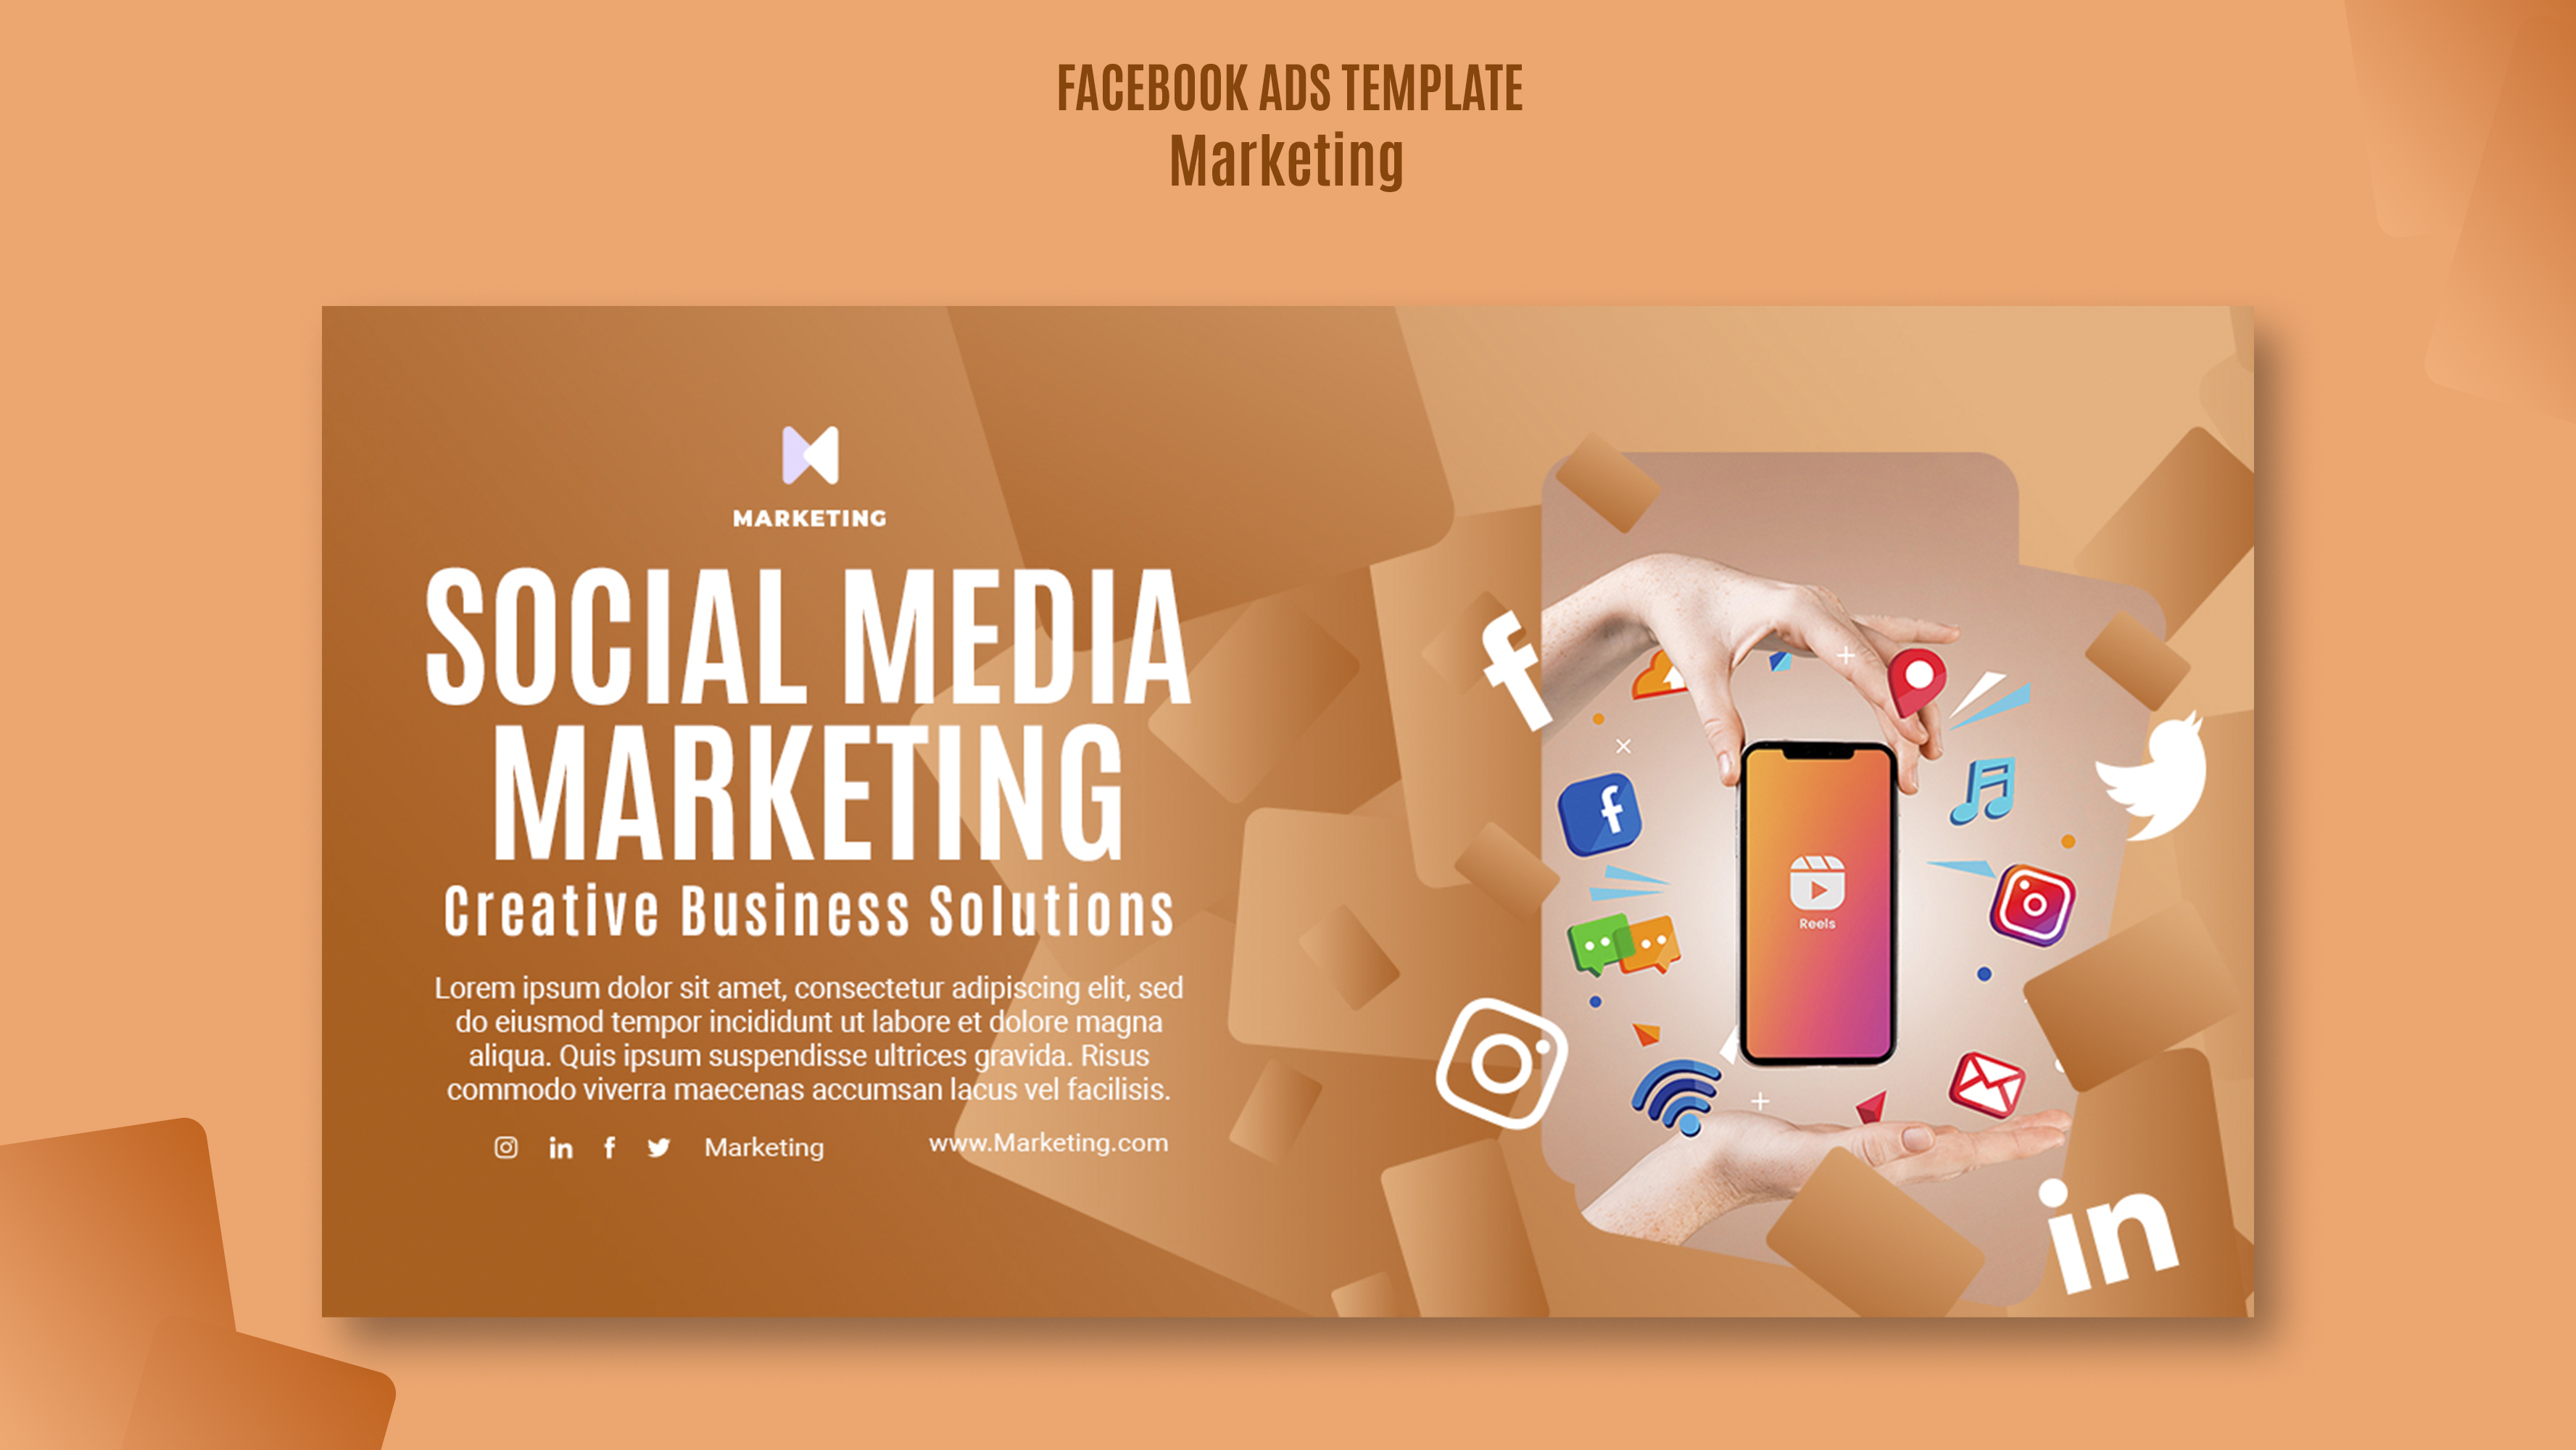 FACEBOOK ADS TEMPLATE
Marketing
MARKETING
SOCIAL MEDIA
MARKETING
Creative Business Solutions
Lorem ipsum dolor sit amet, consectetur adipiscing elit, sed
do eiusmod tempor incididunt ut labore et dolore magna
aliqua. Quis ipsum suspendisse ultrices gravida. Risus
commodo viverra maecenas accumsan lacus vel facilisis.
in f Marketing www.Marketing.com
f
f
Reels
in